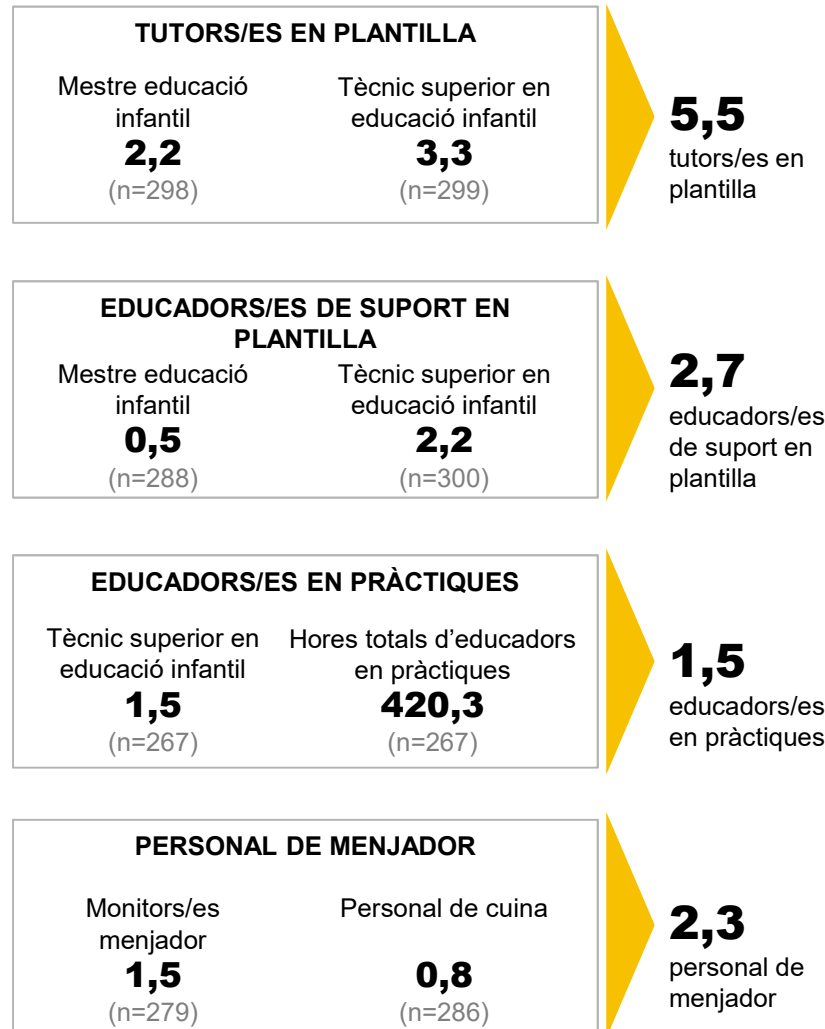 TUTORS/ES EN PLANTILLA
Mestre educació
infantil
2,2
(n=298)
Tècnic superior en
educació infantil
3,3
(n=299)
5,5
tutors/es en
plantilla
EDUCADORS/ES DE SUPORT EN
PLANTILLA
Mestre educació
infantil
0,5
(n=288)
Tècnic superior en
educació infantil
2,2
(n=300)
2,7
educadors/es
de suport en
plantilla
EDUCADORS/ES EN PRÀCTIQUES
Tècnic superior en
educació infantil
1,5
(n=267)
Hores totals d’educadors
en pràctiques
420,3
(n=267)
1,5
educadors/es
en pràctiques
PERSONAL DE MENJADOR
Monitors/es
menjador
1,5
(n=279)
Personal de cuina
0,8
(n=286)
2,3
personal de
menjador